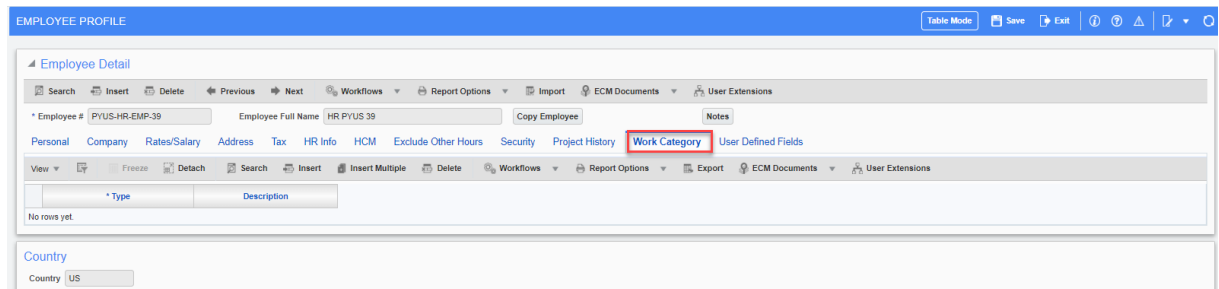 EMPLOYEE PROFILE Table Mode Save Exit
Employee Detail
Search Insert Delete Previous Next Workflows Report Options Import ECM Documents User Extensions
* Employee # PYUS-HR-EMP-39 Employee Full Name HR PYUS 39 Copy Employee Notes
Personal Company Rates/Salary Address Tax HR Info HCM Exclude Other Hours Security Project History Work Category User Defined Fields
View Freeze Detach Search Insert Insert Multiple Delete Workflows Report Options Export ECM Documents User Extensions
* Type Description
No rows yet.
Country
Country US